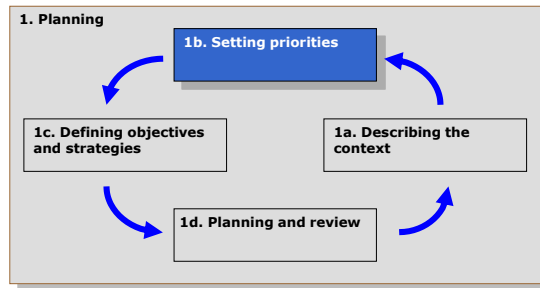 1. Planning
1b. Setting priorities
1c. Defining objectives
and strategies
1a. Describing the
context
1d. Planning and review